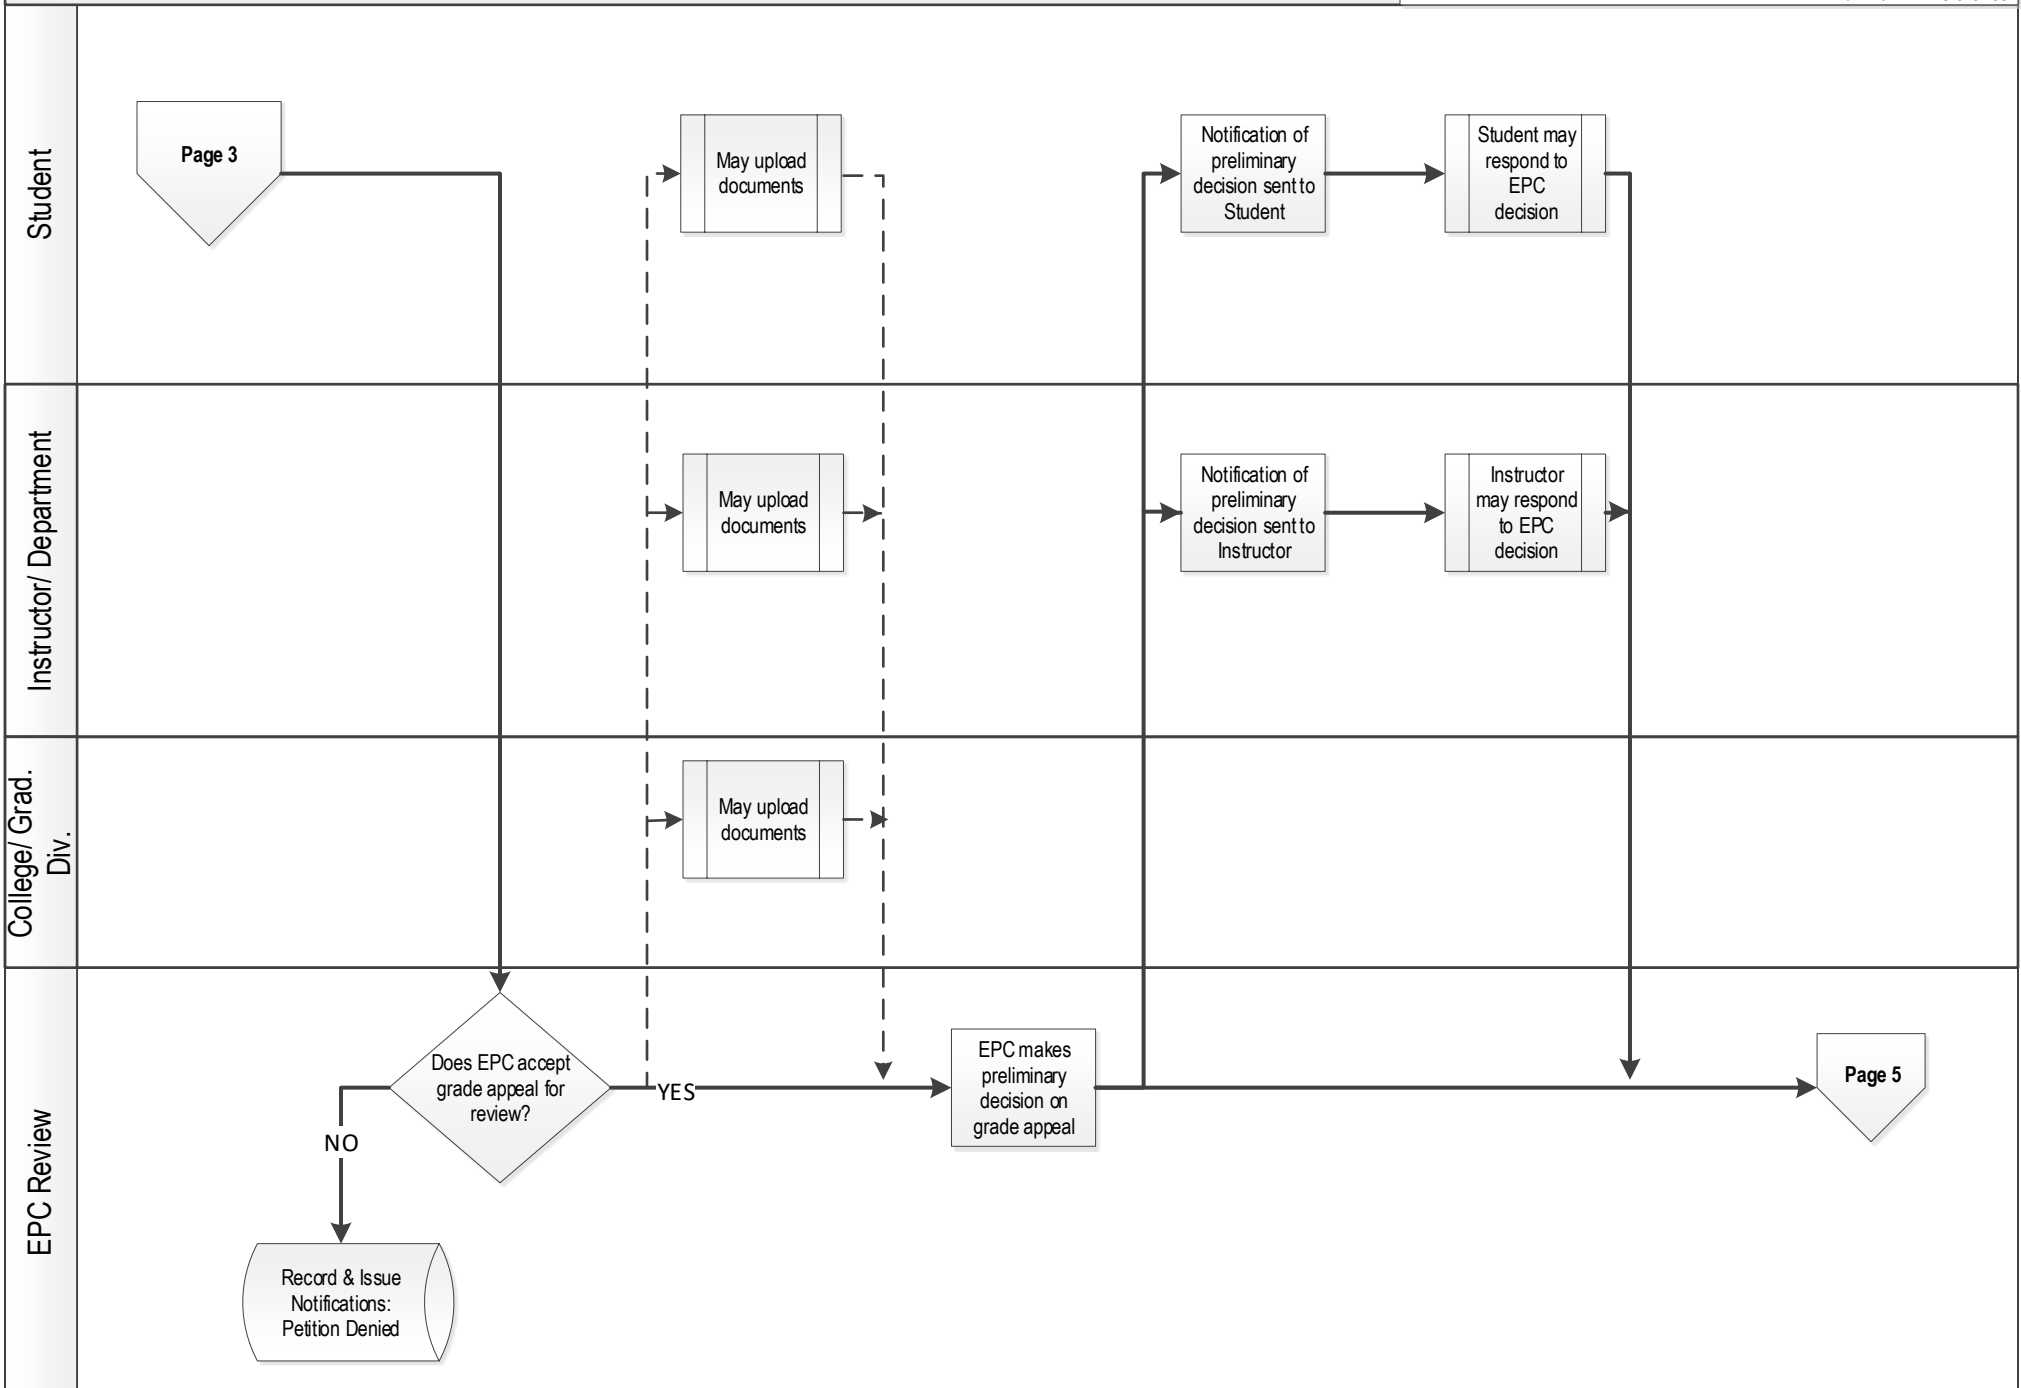 Student
Page 3
May upload
documents
Notification of
preliminary
decision sent to
Student
Student may
respond to
EPC
decision
Instructor/ Department
May upload
documents
Notification of
preliminary
decision sent to
Instructor
Instructor
may respond
to EPC
decision
College/ Grad.
Div.
May upload
documents
EPC Review
Does EPC accept
grade appeal for
review?
YES
NO
EPC makes
preliminary
decision on
grade appeal
Page 5
Record & Issue
Notifications:
Petition Denied